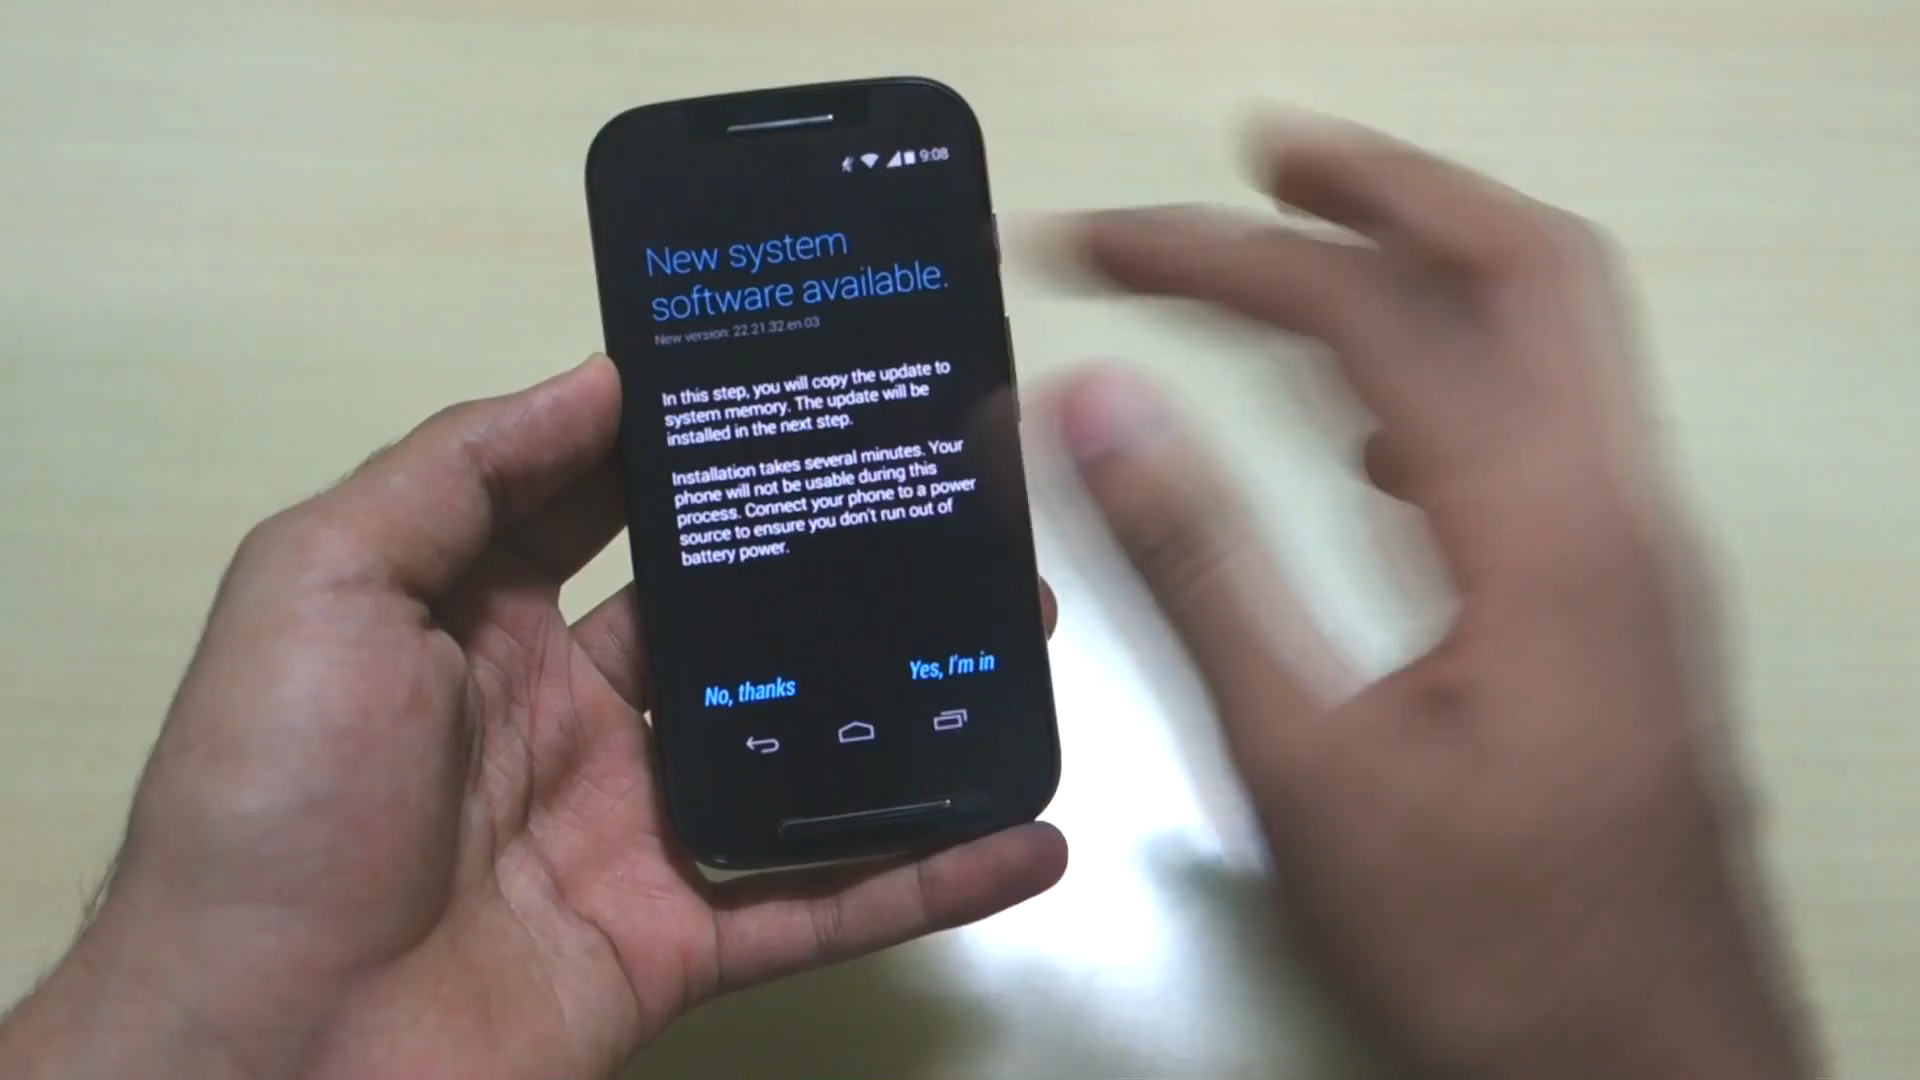 9:08
New system
software available.
New version: 22.21.32.en.03
In this step, you will copy the update to
system memory. The update will be
installed in the next step.
Installation takes several minutes. Your
phone will not be usable during this
process. Connect your phone to a power
source to ensure you don't run out of
battery power.
No, thanks
Yes, I'm in